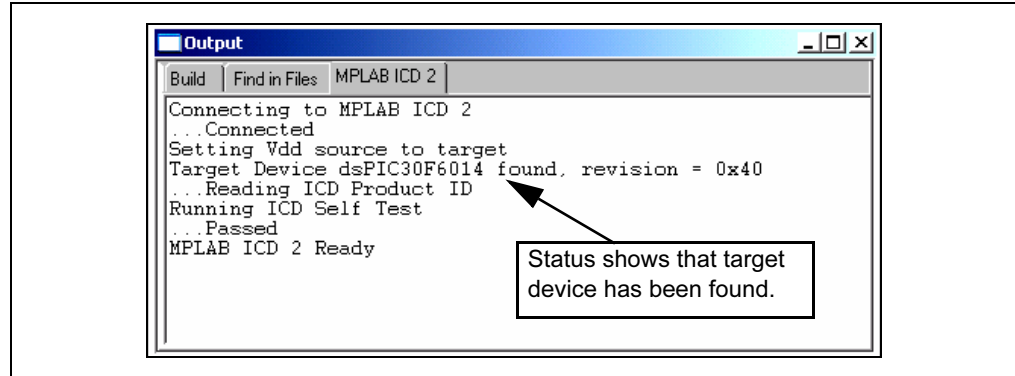 Output
Build Find in Files MPLAB ICD 2
Connecting to MPLAB ICD 2
...Connected
Setting Vdd source to target
Target Device dsPIC30F6014 found, revision = 0x40
...Reading ICD Product ID
Running ICD Self Test
...Passed
MPLAB ICD 2 Ready
Status shows that target
device has been found.